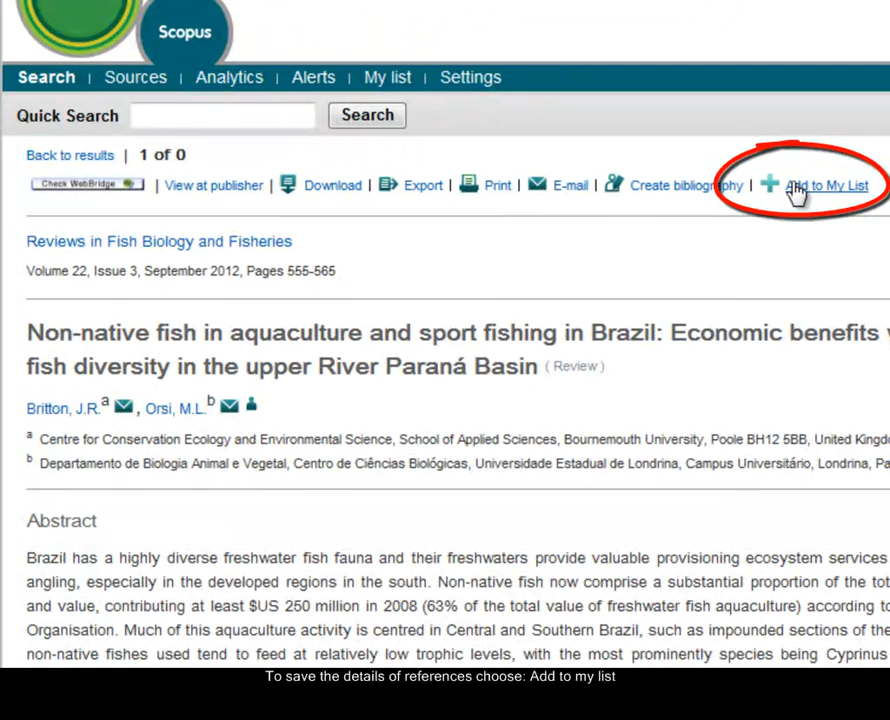 Scopus
Search | Sources | Analytics | Alerts | My list | Settings
Quick Search Search
Back to results | 1 of 0
Check WebBridge | View at publisher | Download | Export | Print | E-mail | Create bibliography | Add to My List
Reviews in Fish Biology and Fisheries
Volume 22, Issue 3, September 2012, Pages 555-565
Non-native fish in aquaculture and sport fishing in Brazil: Economic benefits
fish diversity in the upper River Paraná Basin (Review)
Britton, J.R.a , Orsi, M.L.b
a Centre for Conservation Ecology and Environmental Science, School of Applied Sciences, Bournemouth University, Poole BH12 5BB, United Kingdo
b Departamento de Biologia Animal e Vegetal, Centro de Ciências Biológicas, Universidade Estadual de Londrina, Campus Universitário, Londrina, Pa
Abstract
Brazil has a highly diverse freshwater fish fauna and their freshwaters provide valuable provisioning ecosystem services
angling, especially in the developed regions in the south. Non-native fish now comprise a substantial proportion of the tot
and value, contributing at least $US 250 million in 2008 (63% of the total value of freshwater fish aquaculture) according to
Organisation. Much of this aquaculture activity is centred in Central and Southern Brazil, such as impounded sections of the
non-native fishes used tend to feed at relatively low trophic levels, with the most prominently species being Cyprinus
To save the details of references choose: Add to my list